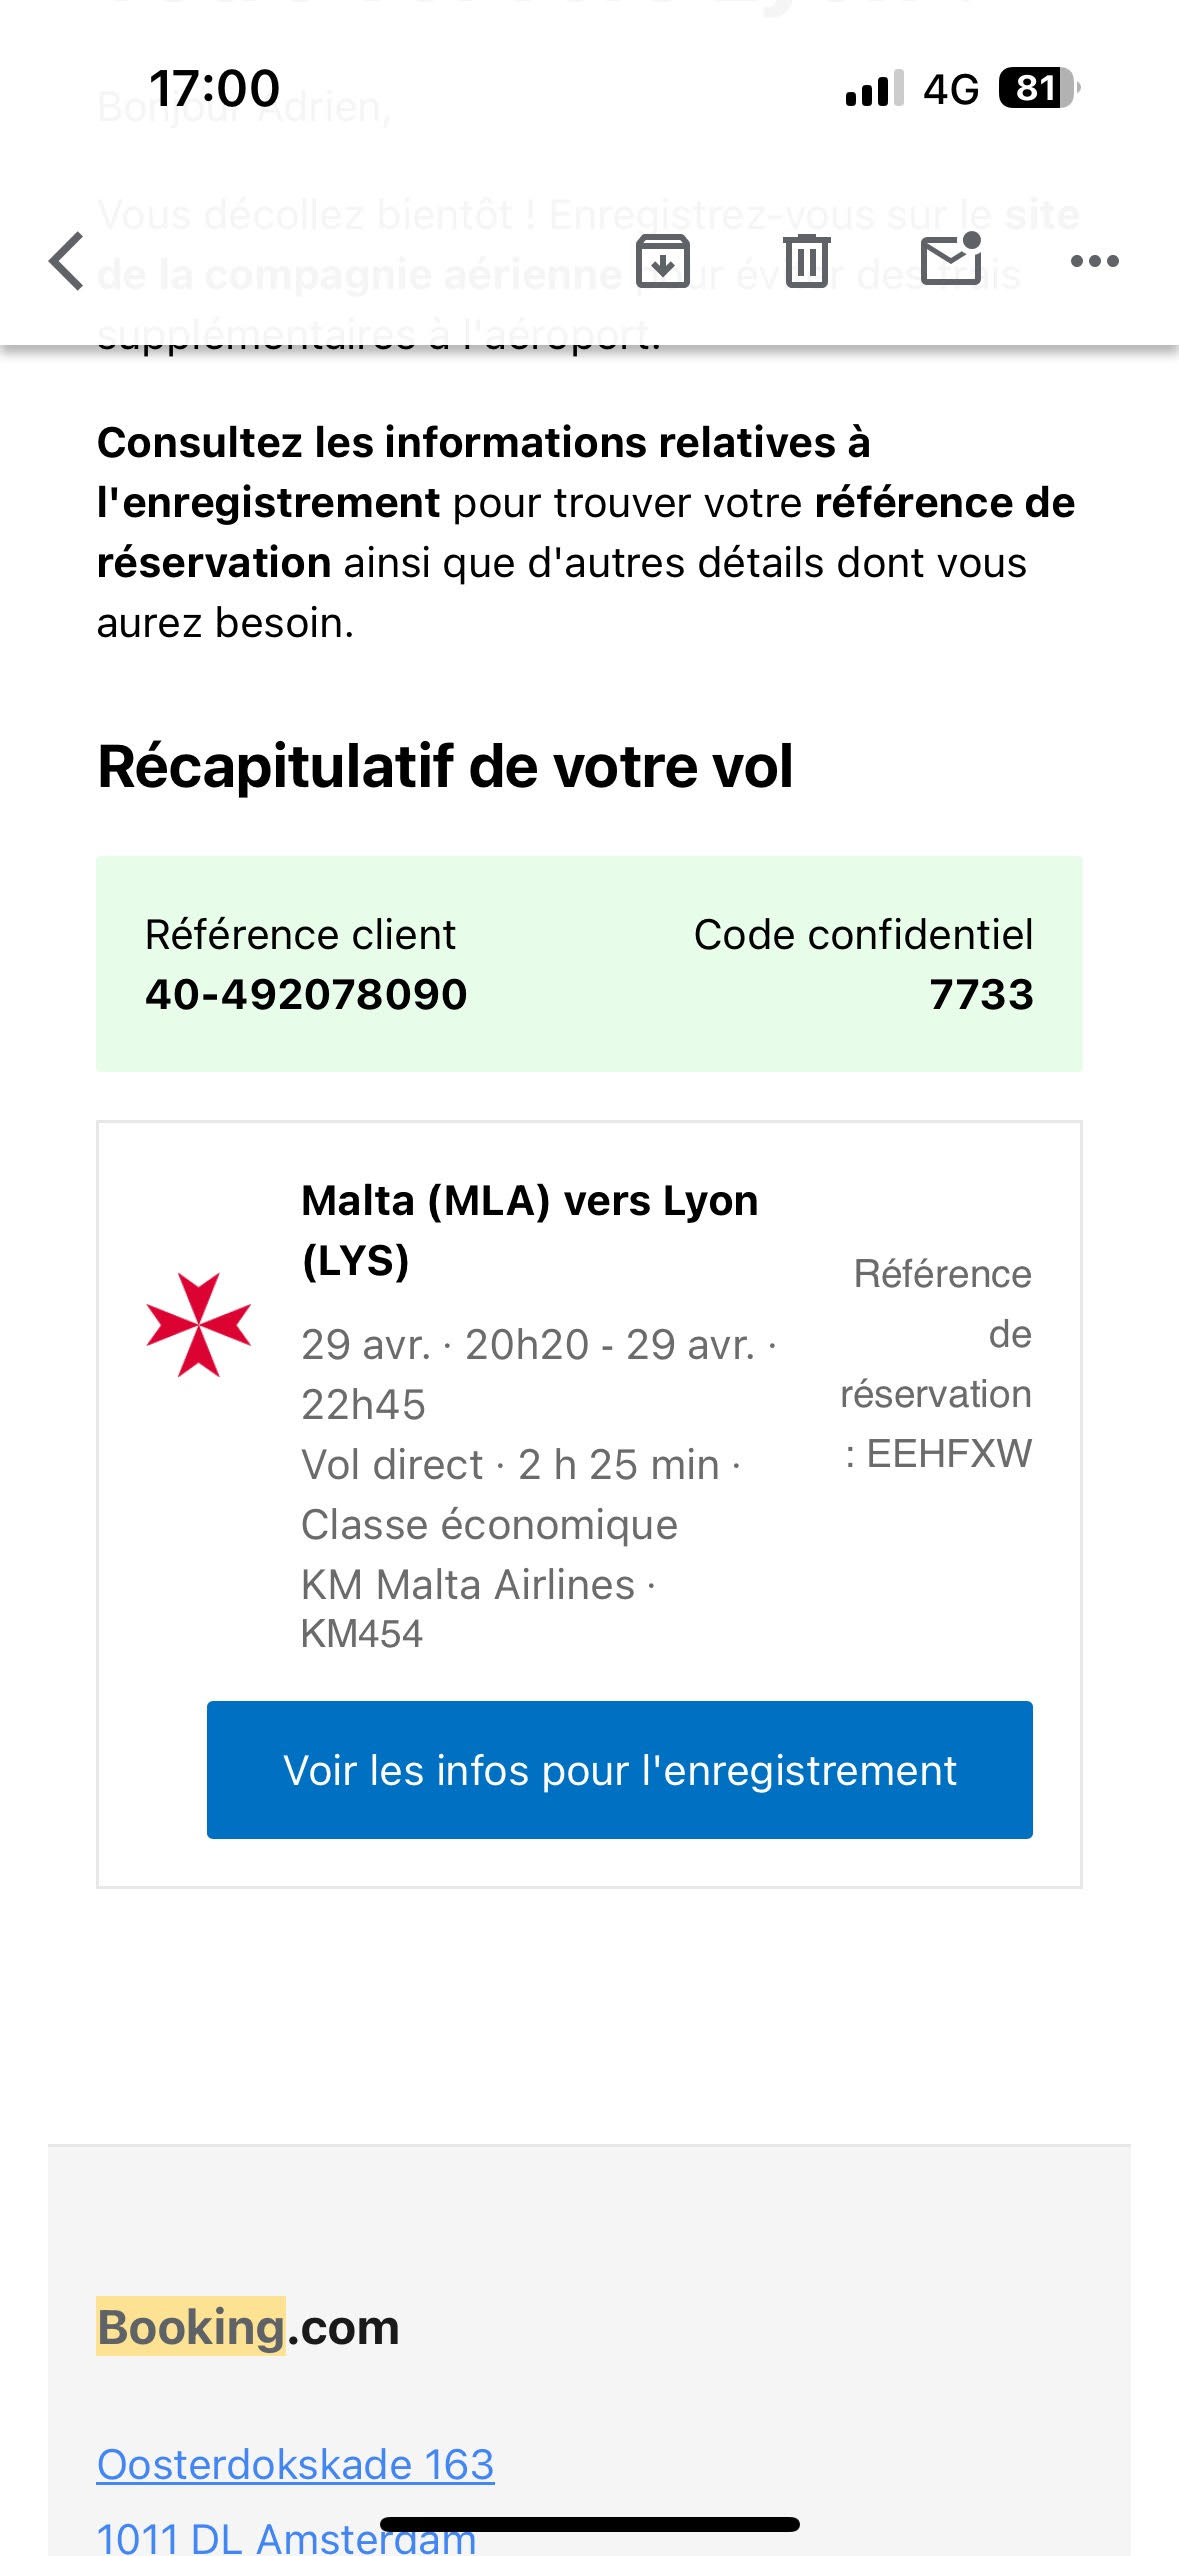 17:00
4G
81
Bonjour Adrien,
Vous décollez bientôt ! Enregistrez-vous sur le site
de la compagnie aérienne pour éviter des frais
supplémentaires à l'aéroport.
Consultez les informations relatives à
l'enregistrement pour trouver votre référence de
réservation ainsi que d'autres détails dont vous
aurez besoin.
Récapitulatif de votre vol
Référence client
40-492078090
Code confidentiel
7733
Malta (MLA) vers Lyon
(LYS)
29 avr. · 20h20 - 29 avr. ·
22h45
Vol direct · 2 h 25 min ·
Classe économique
KM Malta Airlines ·
KM454
Référence
de
réservation
: EEHFXW
Voir les infos pour l'enregistrement
Booking.com
Oosterdokskade 163
1011 DL Amsterdam